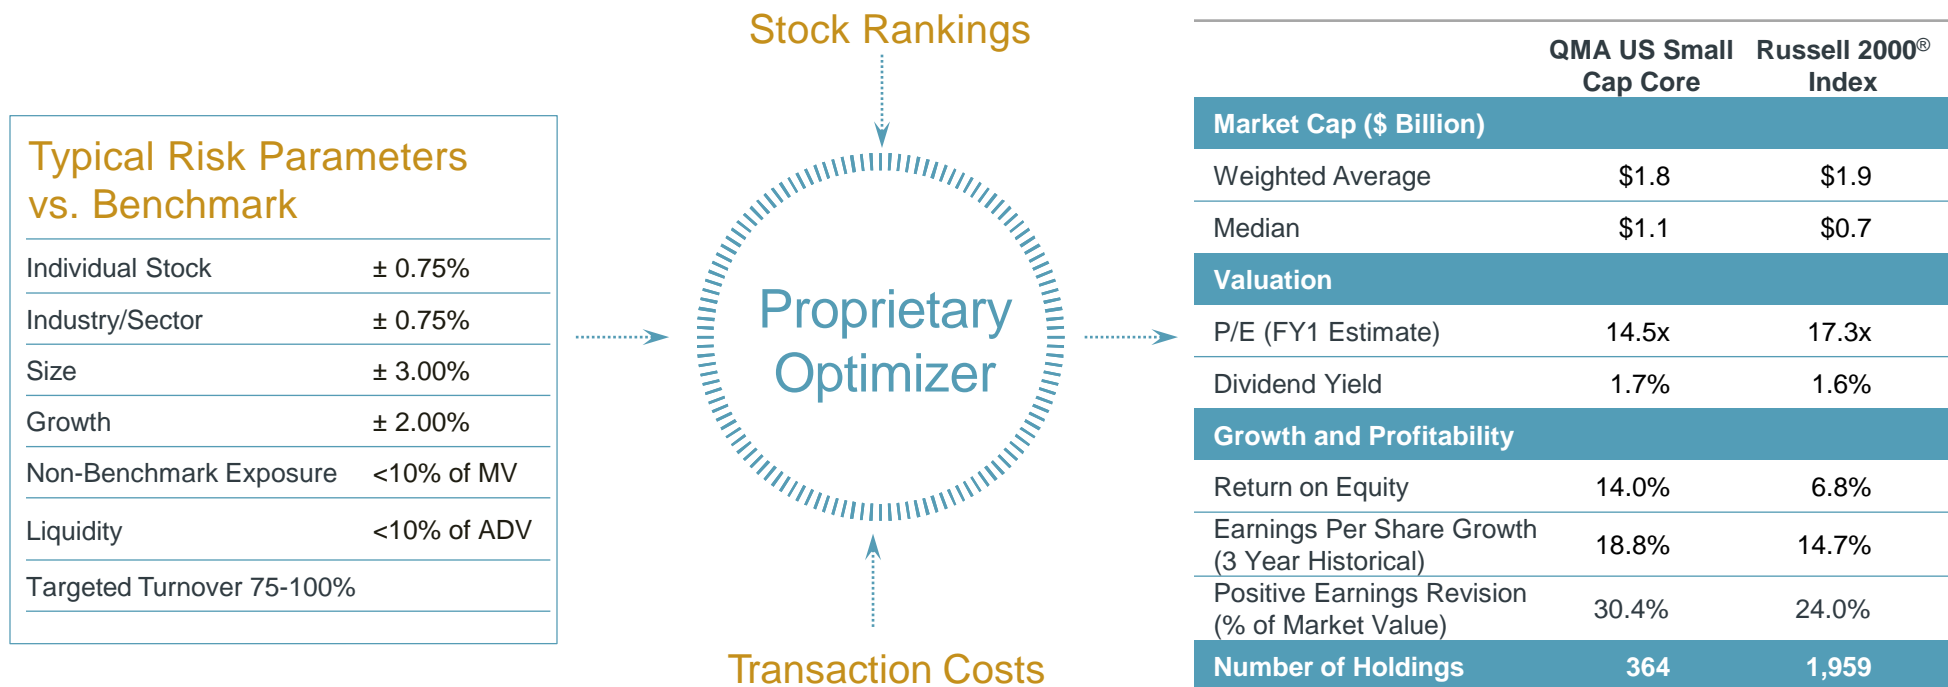 Stock Rankings
Typical Risk Parameters
vs. Benchmark
Individual Stock ± 0.75%
Industry/Sector ± 0.75%
Size ± 3.00%
Growth ± 2.00%
Non-Benchmark Exposure <10% of MV
Liquidity <10% of ADV
Targeted Turnover 75-100%
Proprietary
Optimizer
Transaction Costs
QMA US Small Russell 2000®
Cap Core Index
Market Cap ($ Billion)
Weighted Average $1.8 $1.9
Median $1.1 $0.7
Valuation
P/E (FY1 Estimate) 14.5x 17.3x
Dividend Yield 1.7% 1.6%
Growth and Profitability
Return on Equity 14.0% 6.8%
Earnings Per Share Growth
(3 Year Historical) 18.8% 14.7%
Positive Earnings Revision
(% of Market Value) 30.4% 24.0%
Number of Holdings 364 1,959